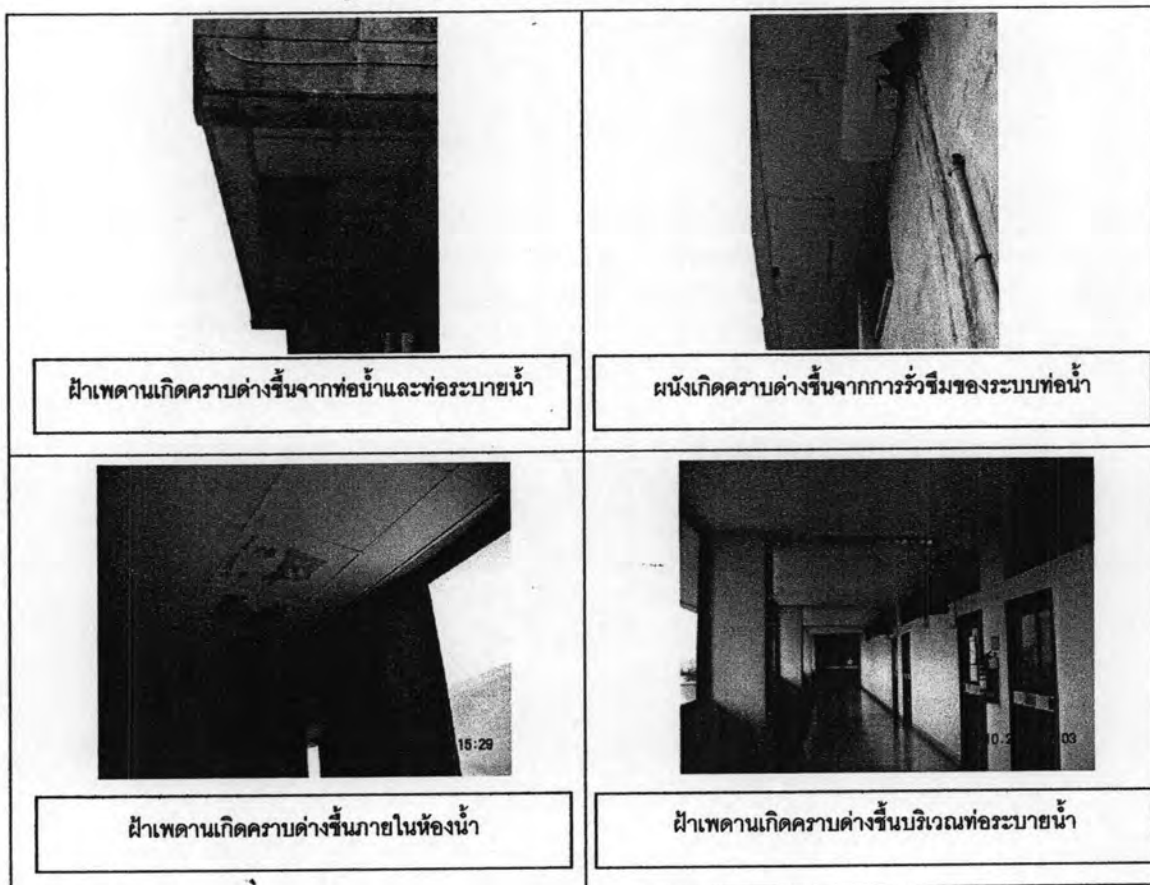 ฝ้าเพดานเกิดคราบด่างชื้นจากท่อน้ำและท่อระบายน้ำ
ผนังเกิดคราบด่างชื้นจากการรั่วซึมของระบบท่อน้ำ
15:29
03
ฝ้าเพดานเกิดคราบด่างชื้นภายในห้องน้ำ
ฝ้าเพดานเกิดคราบด่างชื้นบริเวณท่อระบายน้ำ